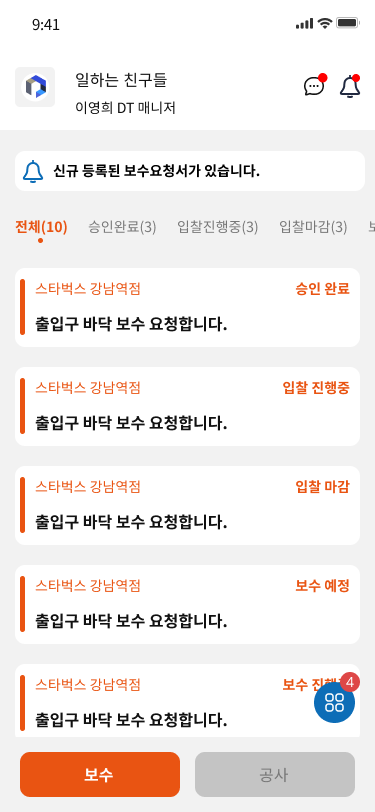 9:41
일하는 친구들
이영희 DT 매니저
신규 등록된 보수요청서가 있습니다.
전체(10) 승인완료(3) 입찰진행중(3) 입찰마감(3)
스타벅스 강남역점 승인 완료
출입구 바닥 보수 요청합니다.
스타벅스 강남역점 입찰 진행중
출입구 바닥 보수 요청합니다.
스타벅스 강남역점 입찰 마감
출입구 바닥 보수 요청합니다.
스타벅스 강남역점 보수 예정
출입구 바닥 보수 요청합니다.
스타벅스 강남역점 보수
4
출입구 바닥 보수 요청합니다.
보수 공사